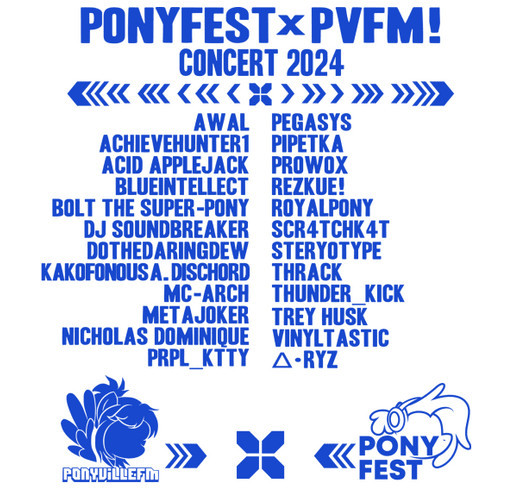 PONYFEST x PVFM!
CONCERT 2024
AWAL
ACHIEVEHUNTER1
ACID APPLEJACK
BLUEINTELLECT
BOLT THE SUPER-PONY
DJ SOUNDBREAKER
DOTHEDARINGDEW
KAKOFONOUS A. DISCHORD
MC-ARCH
METAJOKER
NICHOLAS DOMINIQUE
PRPL_KTTY
PEGASYS
PIPETKA
PROWOX
REZKUE!
ROYALPONY
SCR4TCHK4T
STERYOTYPE
THRACK
THUNDER_KICK
TREY HUSK
VINYLTASTIC
△•RYZ
PONYViLLEFM
PONY
FEST